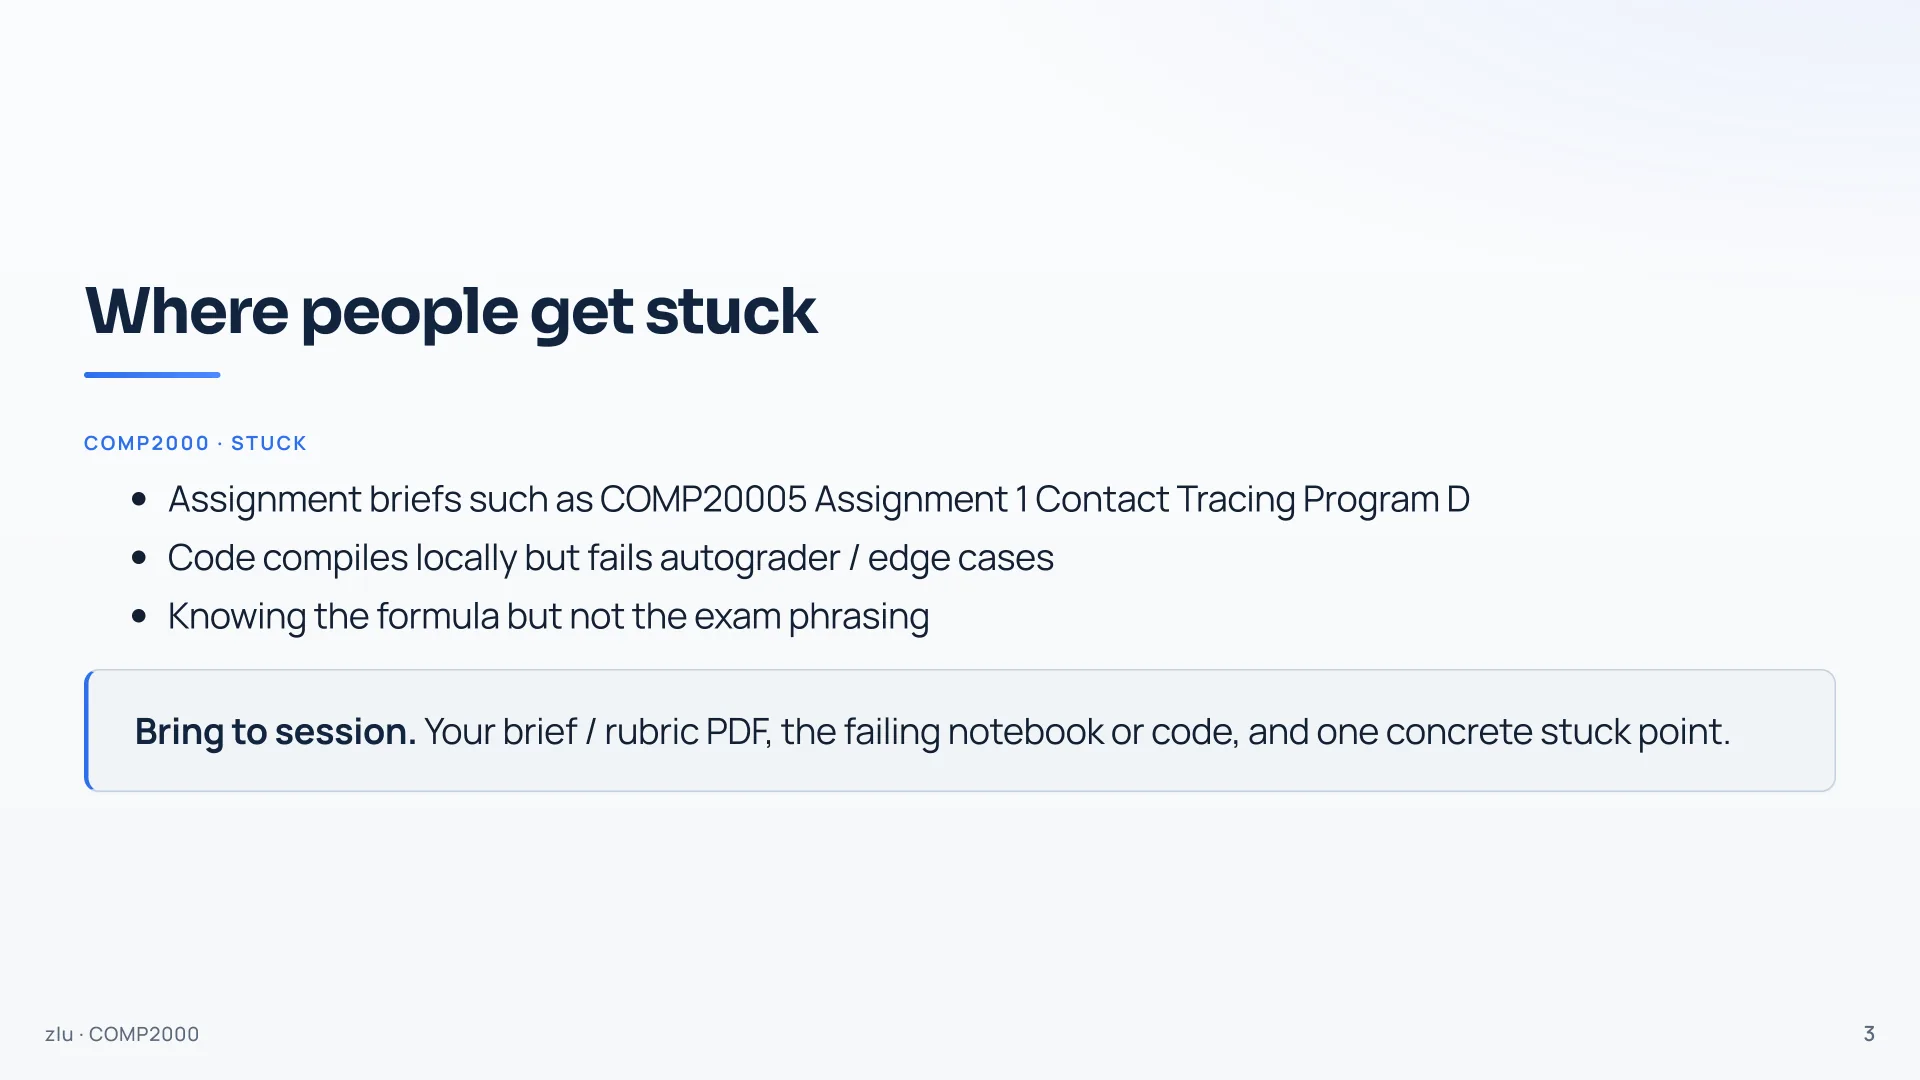 Where people get stuck
COMP2000 · STUCK
• Assignment briefs such as COMP20005 Assignment 1 Contact Tracing Program D
• Code compiles locally but fails autograder / edge cases
• Knowing the formula but not the exam phrasing
Bring to session. Your brief / rubric PDF, the failing notebook or code, and one concrete stuck point.
zlu · COMP2000
3